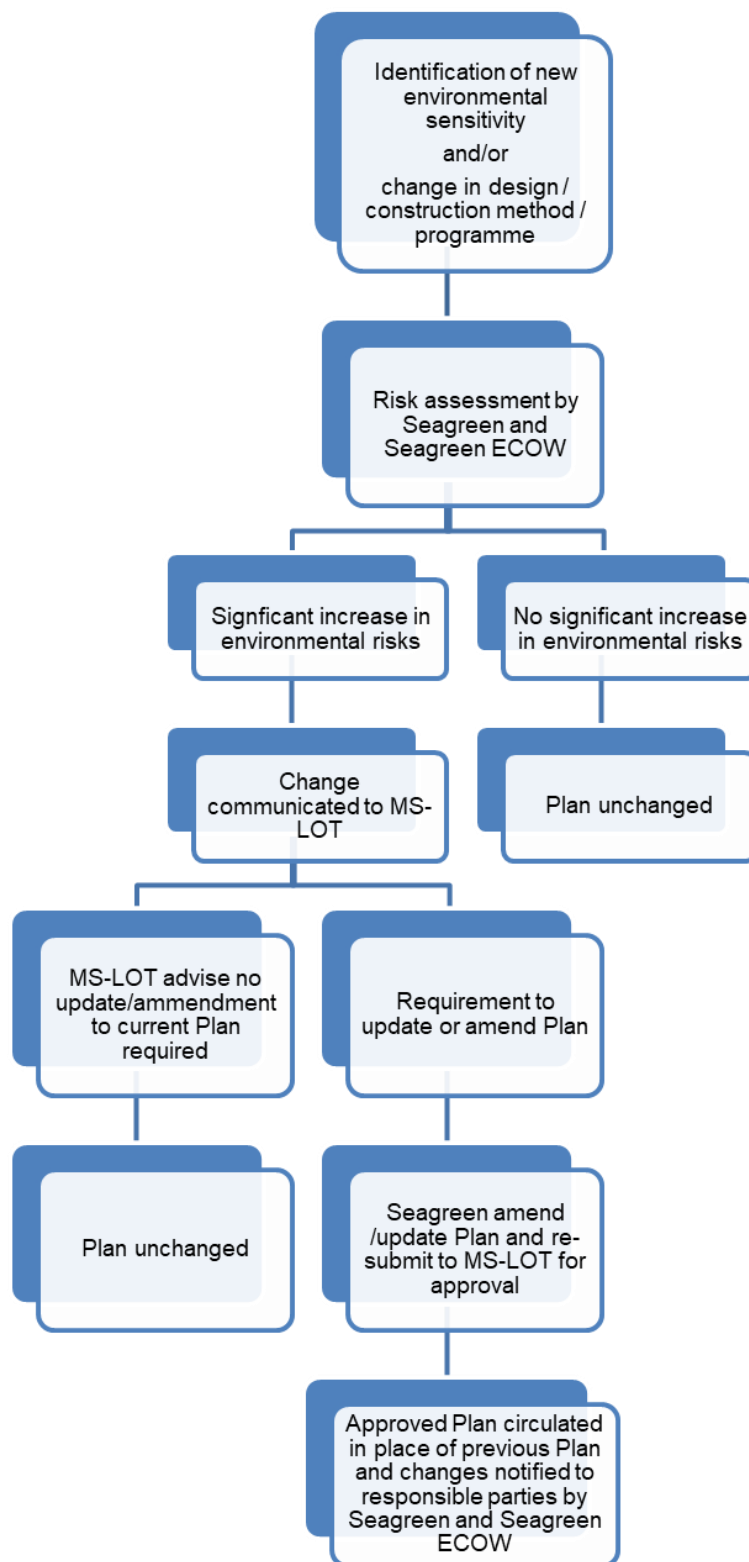 Identification of new
environmental
sensitivity
and/or
change in design /
construction method /
programme
Risk assessment by
Seagreen and
Seagreen ECOW
Signficant increase in
environmental risks
No significant increase
in environmental risks
Change
communicated to MS-
LOT
Plan unchanged
MS-LOT advise no
update/ammendment
to current Plan
required
Requirement to
update or amend Plan
Plan unchanged
Seagreen amend
/update Plan and re-
submit to MS-LOT for
approval
Approved Plan circulated
in place of previous Plan
and changes notified to
responsible parties by
Seagreen and Seagreen
ECOW